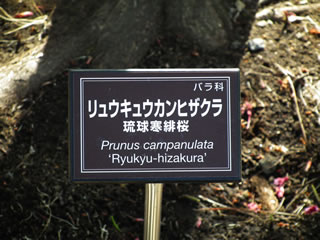 バラ科
リュウキュウカンヒザクラ
琉球寒緋桜
Prunus campanulata
‘Ryukyu-hizakura’